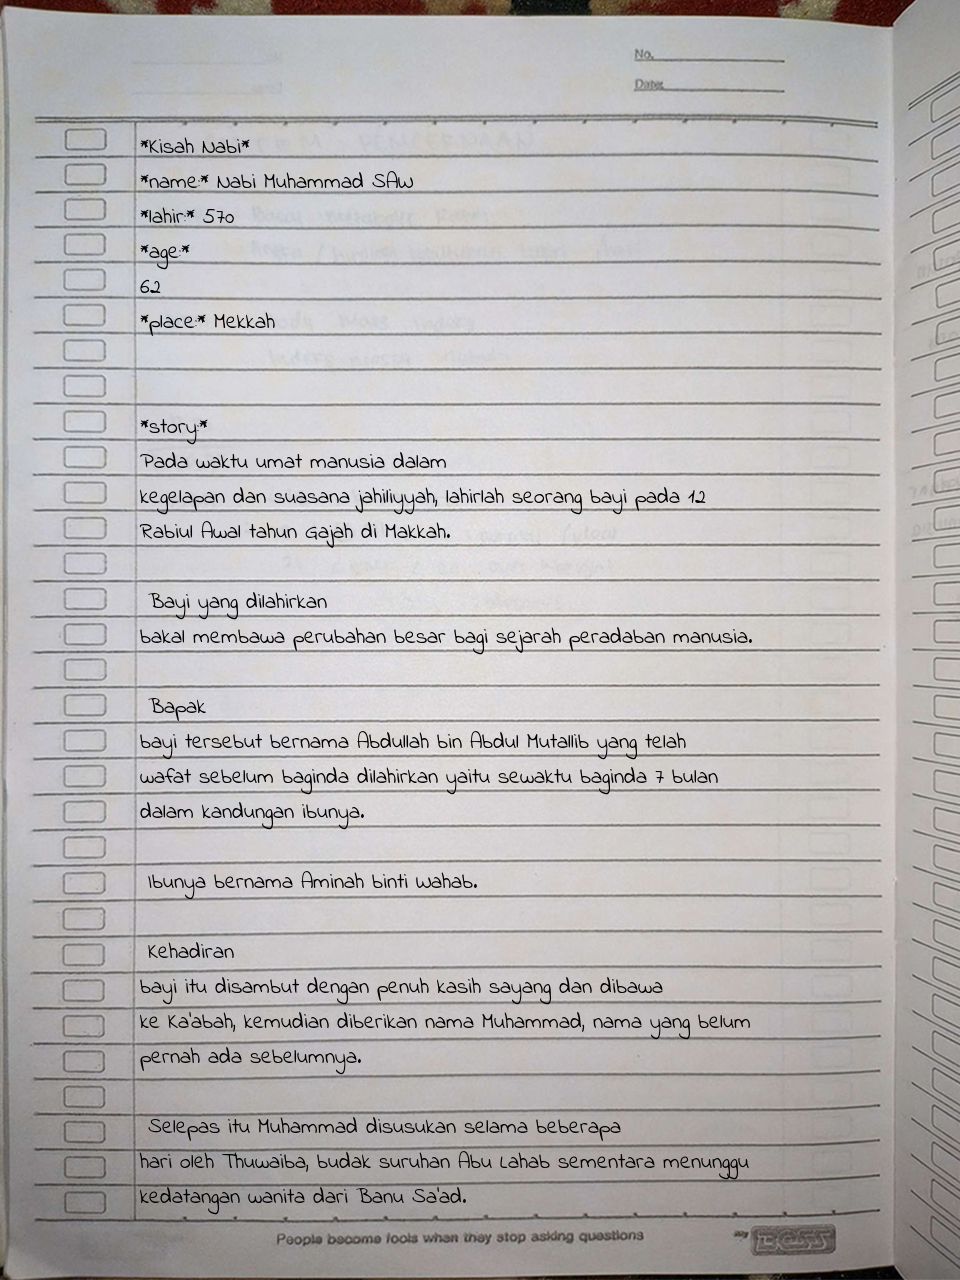 No.
Date:
*Kisah Nabi*
*name:* Nabi Muhammad SAW
*lahir:* 570
*age:*
62
*place:* Mekkah
*story:*
Pada waktu umat manusia dalam
kegelapan dan suasana jahiliyyah, lahirlah seorang bayi pada 12
Rabiul Awal tahun Gajah di Makkah.
Bayi yang dilahirkan
bakal membawa perubahan besar bagi sejarah peradaban manusia.
Bapak
bayi tersebut bernama Abdullah bin Abdul Mutallib yang telah
wafat sebelum baginda dilahirkan yaitu sewaktu baginda 7 bulan
dalam kandungan ibunya.
Ibunya bernama Aminah binti Wahab.
Kehadiran
bayi itu disambut dengan penuh kasih sayang dan dibawa
ke Ka'abah, kemudian diberikan nama Muhammad, nama yang belum
pernah ada sebelumnya.
Selepas itu Muhammad disusukan selama beberapa
hari oleh Thuwaiba, budak suruhan Abu Lahab sementara menunggu
kedatangan wanita dari Banu Sa'ad.
People become fools when they stop asking questions
my BOSS